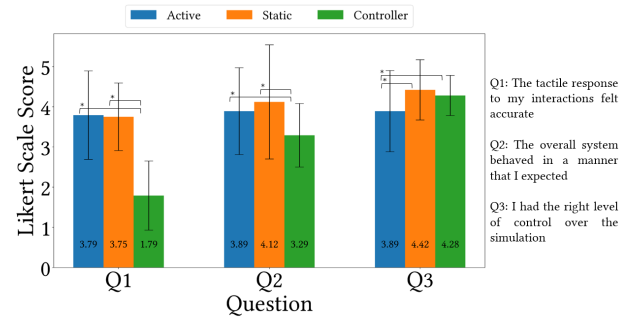 Active Static Controller
Likert Scale Score
5
4
3
2
1
0
* * * * * *
3.79 3.75 1.79 3.89 4.12 3.29 3.89 4.42 4.28
Q1 Q2 Q3
Question
Q1: The tactile response
to my interactions felt
accurate
Q2: The overall system
behaved in a manner
that I expected
Q3: I had the right level
of control over the
simulation